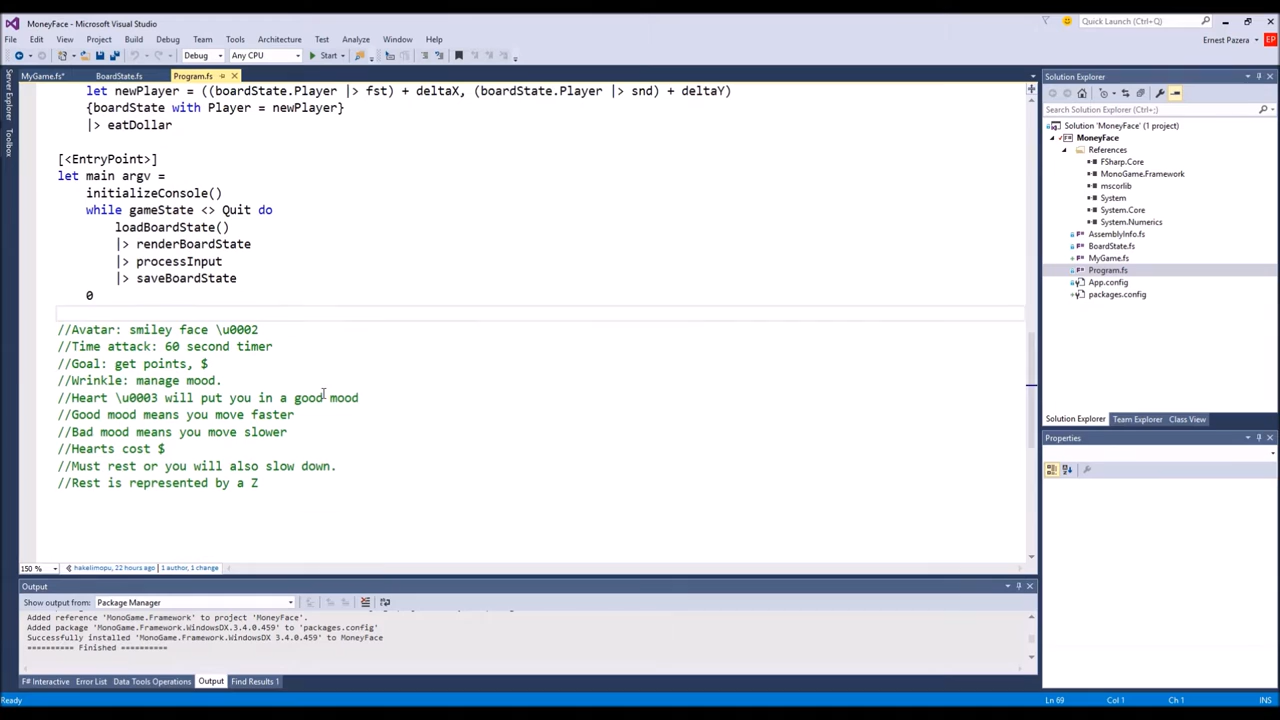 MoneyFace - Microsoft Visual Studio
Quick Launch (Ctrl+Q)
File Edit View Project Build Debug Team Tools Architecture Test Analyze Window Help
Ernest Pazera EP
Debug Any CPU Start
MyGame.fs* BoardState.fs Program.fs
Server Explorer
Toolbox
let newPlayer = ((boardState.Player |> fst) + deltaX, (boardState.Player |> snd) + deltaY)
{boardState with Player = newPlayer}
|> eatDollar
[<EntryPoint>]
let main argv =
initializeConsole()
while gameState <> Quit do
loadBoardState()
|> renderBoardState
|> processInput
|> saveBoardState
0
//Avatar: smiley face \u0002
//Time attack: 60 second timer
//Goal: get points, $
//Wrinkle: manage mood.
//Heart \u0003 will put you in a good mood
//Good mood means you move faster
//Bad mood means you move slower
//Hearts cost $
//Must rest or you will also slow down.
//Rest is represented by a Z
150 % hakelimopu, 22 hours ago | 1 author, 1 change
Output
Show output from: Package Manager
Added reference 'MonoGame.Framework' to project 'MoneyFace'.
Added package 'MonoGame.Framework.WindowsDX.3.4.0.459' to 'packages.config'
Successfully installed 'MonoGame.Framework.WindowsDX 3.4.0.459' to MoneyFace
========== Finished ==========
F# Interactive Error List Data Tools Operations Output Find Results 1
Solution Explorer
Search Solution Explorer (Ctrl+;)
Solution 'MoneyFace' (1 project)
MoneyFace
References
FSharp.Core
MonoGame.Framework
mscorlib
System
System.Core
System.Numerics
AssemblyInfo.fs
BoardState.fs
MyGame.fs
Program.fs
App.config
packages.config
Solution Explorer Team Explorer Class View
Properties
Ready Ln 69 Col 1 Ch 1 INS